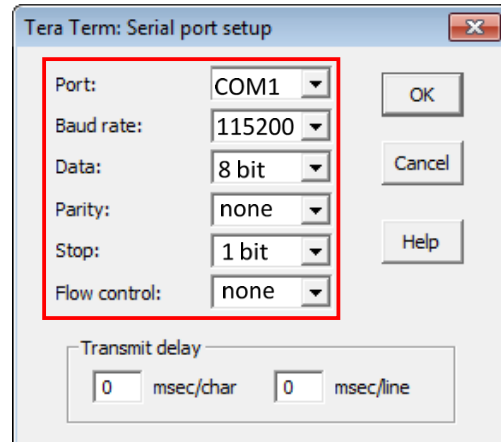 Tera Term: Serial port setup
Port: COM1 OK
Baud rate: 115200
Data: 8 bit Cancel
Parity: none
Stop: 1 bit Help
Flow control: none
Transmit delay
0 msec/char 0 msec/line